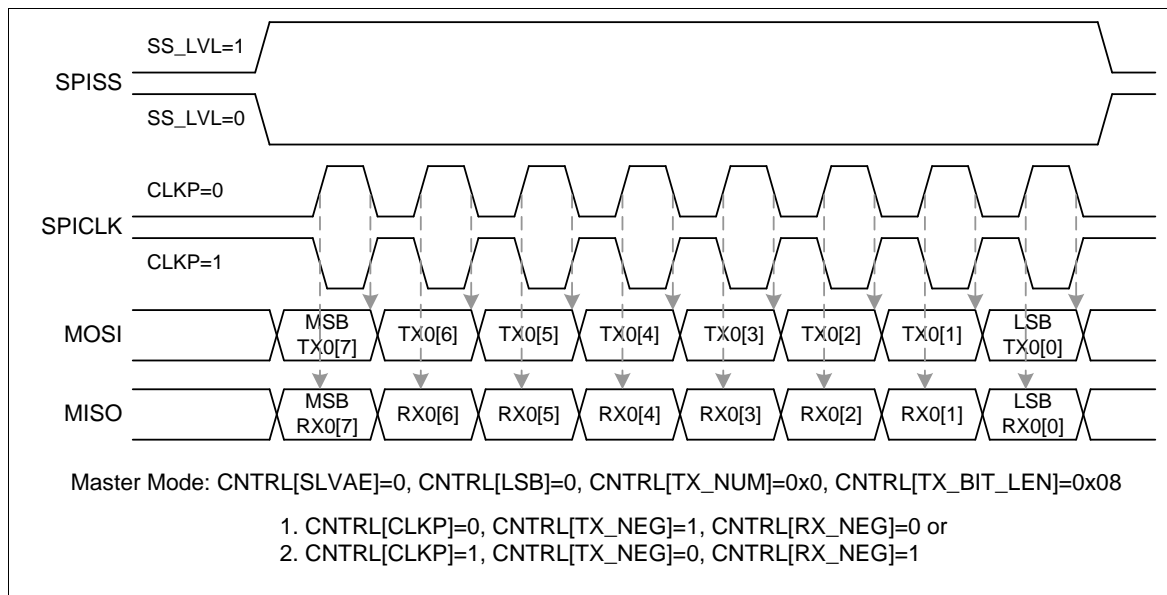 SS_LVL=1
SPISS
SS_LVL=0
CLKP=0
SPICLK
CLKP=1
MOSI
MSB
TX0[7]
TX0[6]
TX0[5]
TX0[4]
TX0[3]
TX0[2]
TX0[1]
LSB
TX0[0]
MISO
MSB
RX0[7]
RX0[6]
RX0[5]
RX0[4]
RX0[3]
RX0[2]
RX0[1]
LSB
RX0[0]
Master Mode: CNTRL[SLVAE]=0, CNTRL[LSB]=0, CNTRL[TX_NUM]=0x0, CNTRL[TX_BIT_LEN]=0x08
1. CNTRL[CLKP]=0, CNTRL[TX_NEG]=1, CNTRL[RX_NEG]=0 or
2. CNTRL[CLKP]=1, CNTRL[TX_NEG]=0, CNTRL[RX_NEG]=1